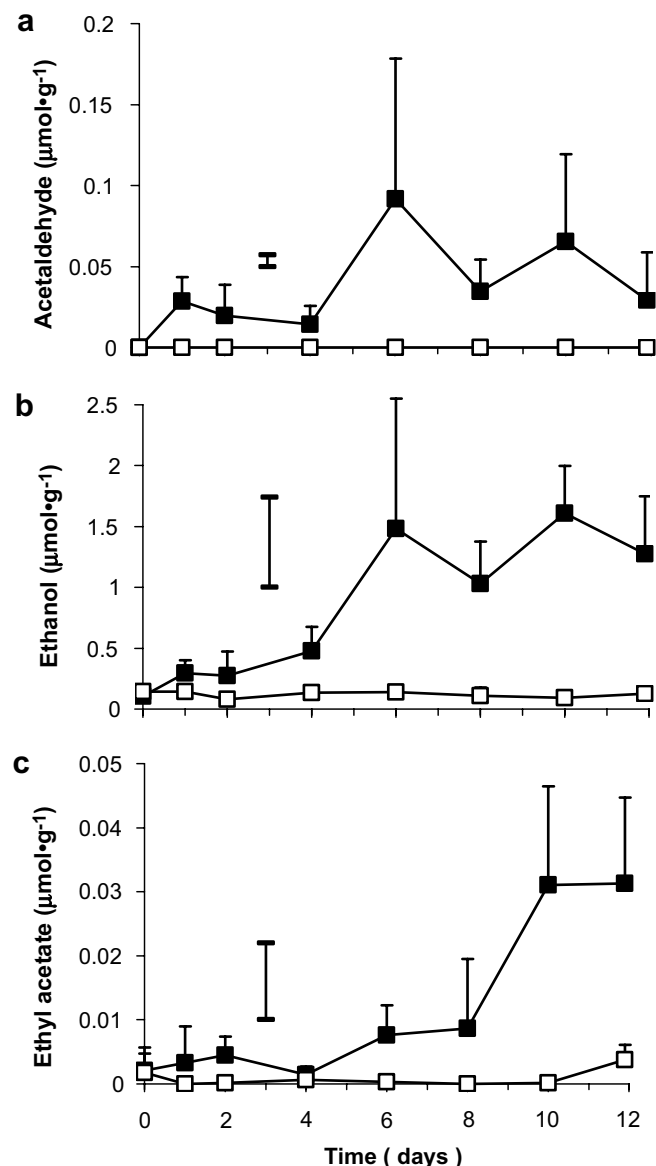 a
Acetaldehyde (μmol•g-1)
0.2
0.15
0.1
0.05
0
b
Ethanol (μmol•g-1)
2.5
2
1.5
1
0.5
0
c
Ethyl acetate (μmol•g-1)
0.05
0.04
0.03
0.02
0.01
0
0 2 4 6 8 10 12
Time ( days )